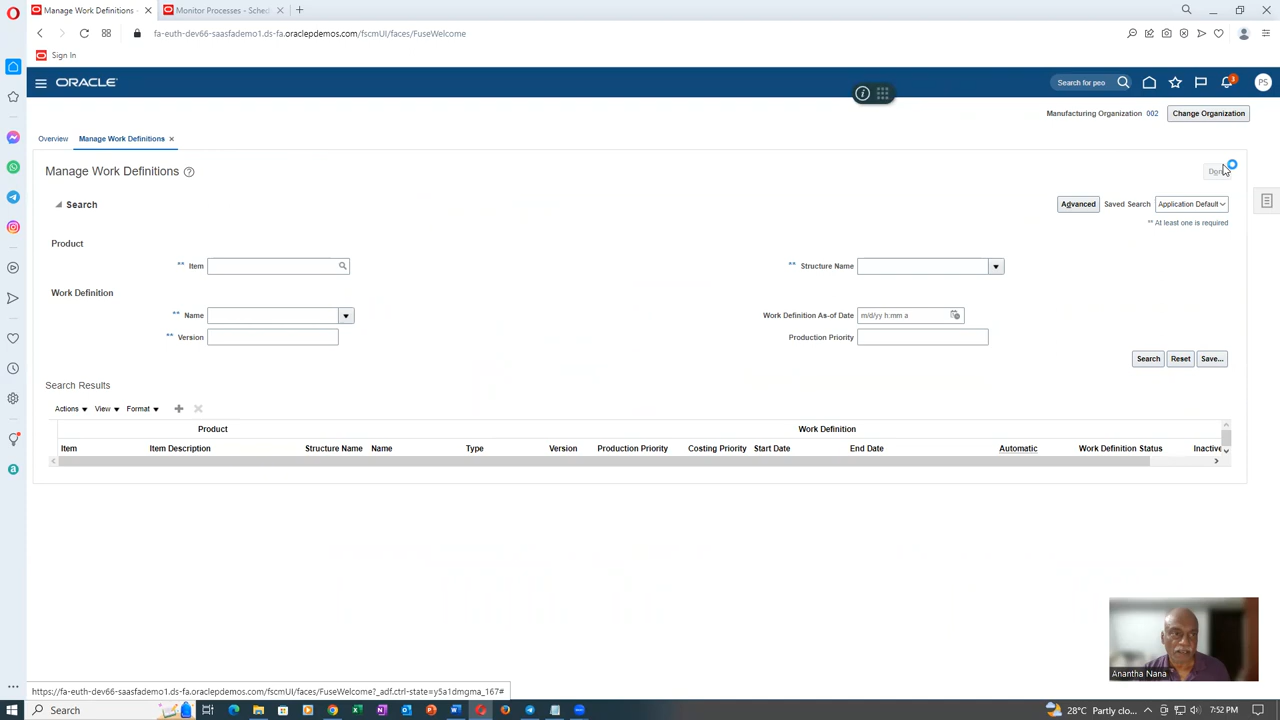 Manage Work Definitions -
Monitor Processes - Sched
fa-euth-dev66-saasfademo1.ds-fa.oraclepdemos.com/fscmUI/faces/FuseWelcome
Sign In
ORACLE
Search for peo
3
PS
Manufacturing Organization 002 Change Organization
Overview Manage Work Definitions
Manage Work Definitions
Search
Advanced Saved Search Application Default
** At least one is required
Product
** Item
** Structure Name
Work Definition
** Name
Work Definition As-of Date m/d/yy h:mm a
** Version
Production Priority
Search Reset Save...
Search Results
Actions View Format
Product Work Definition
Item Item Description Structure Name Name Type Version Production Priority Costing Priority Start Date End Date Automatic Work Definition Status Inactive
Anantha Nana
https://fa-euth-dev66-saasfademo1.ds-fa.oraclepdemos.com/fscmUI/faces/FuseWelcome?_adf.ctrl-state=y5a1dmgma_167#
Search
28°C Partly clo...
7:52 PM